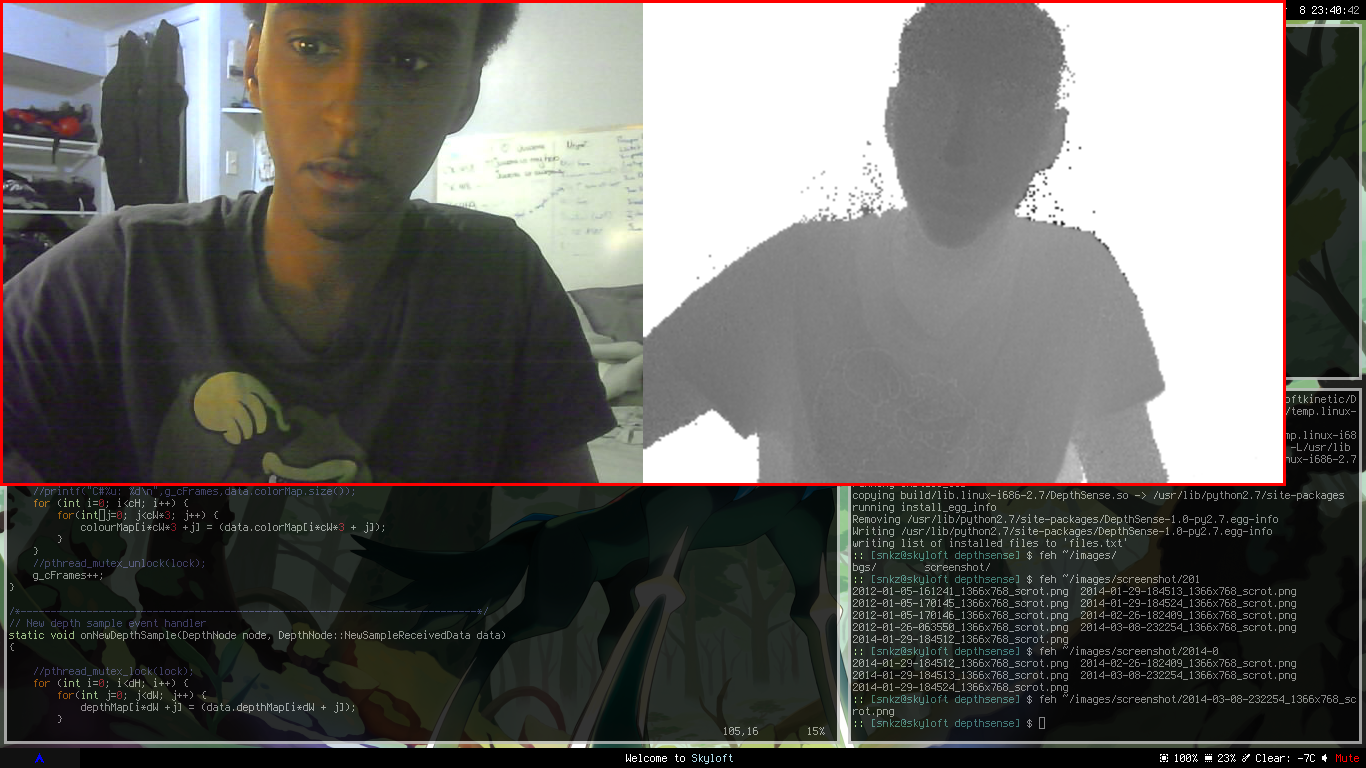 8 23:40:42
oftkinetic/D
/temp.linux-
mp.linux-i68
-L/usr/lib
nux-i686-2.7
//printf("C#%u: %d\n",g_cFrames,data.colorMap.size());
for (int i=0; i<cH; i++) {
for(int j=0; j<cW*3; j++) {
colourMap[i*cW*3 +j] = (data.colorMap[i*cW*3 + j]);
}
}
//pthread_mutex_unlock(lock);
g_cFrames++;
}
/*----------------------------------------------------------------------------*/
// New depth sample event handler
static void onNewDepthSample(DepthNode node, DepthNode::NewSampleReceivedData data)
{
//pthread_mutex_lock(lock);
for (int i=0; i<dH; i++) {
for(int j=0; j<dW; j++) {
depthMap[i*dW +j] = (data.depthMap[i*dW + j]);
}
105,16 15%
copying build/lib.linux-i686-2.7/DepthSense.so -> /usr/lib/python2.7/site-packages
running install_egg_info
Removing /usr/lib/python2.7/site-packages/DepthSense-1.0-py2.7.egg-info
Writing /usr/lib/python2.7/site-packages/DepthSense-1.0-py2.7.egg-info
writing list of installed files to 'files.txt'
:: [snkz@skyloft depthsense] $ feh ~/images/
bgs/ screenshot/
:: [snkz@skyloft depthsense] $ feh ~/images/screenshot/201
2012-01-05-161241_1366x768_scrot.png 2014-01-29-184513_1366x768_scrot.png
2012-01-05-170145_1366x768_scrot.png 2014-01-29-184524_1366x768_scrot.png
2012-01-05-170146_1366x768_scrot.png 2014-02-26-182409_1366x768_scrot.png
2012-01-26-063550_1366x768_scrot.png 2014-03-08-232254_1366x768_scrot.png
2014-01-29-184512_1366x768_scrot.png
:: [snkz@skyloft depthsense] $ feh ~/images/screenshot/2014-0
2014-01-29-184512_1366x768_scrot.png 2014-02-26-182409_1366x768_scrot.png
2014-01-29-184513_1366x768_scrot.png 2014-03-08-232254_1366x768_scrot.png
2014-01-29-184524_1366x768_scrot.png
:: [snkz@skyloft depthsense] $ feh ~/images/screenshot/2014-03-08-232254_1366x768_sc
rot.png
:: [snkz@skyloft depthsense] $
Welcome to Skyloft
100% 23% Clear: -7C Mute